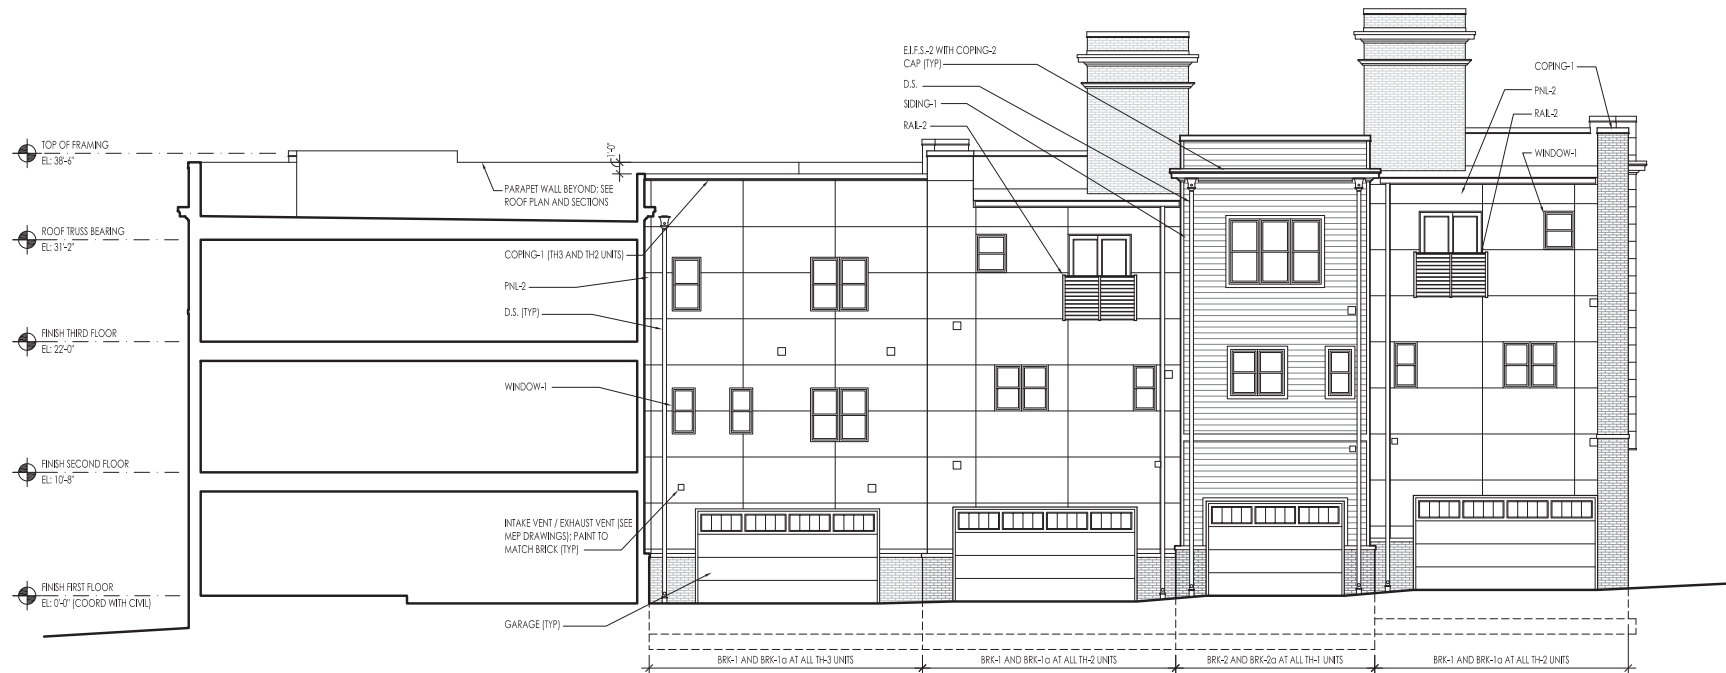 E.I.F.S.-2 WITH COPING-2
CAP (TYP)
D.S.
SIDING-1
RAIL-2
COPING-1
PNL-2
RAIL-2
WINDOW-1
TOP OF FRAMING
EL: 38'-6"
1'-0"
PARAPET WALL BEYOND; SEE
ROOF PLAN AND SECTIONS
ROOF TRUSS BEARING
EL: 31'-2"
COPING-1 (TH3 AND TH2 UNITS)
PNL-2
D.S. (TYP)
FINISH THIRD FLOOR
EL: 22'-0"
WINDOW-1
FINISH SECOND FLOOR
EL: 10'-8"
INTAKE VENT / EXHAUST VENT (SEE
MEP DRAWINGS); PAINT TO
MATCH BRICK (TYP)
FINISH FIRST FLOOR
EL: 0'-0" (COORD WITH CIVIL)
GARAGE (TYP)
BRK-1 AND BRK-1a AT ALL TH-3 UNITS
BRK-1 AND BRK-1a AT ALL TH-2 UNITS
BRK-2 AND BRK-2a AT ALL TH-1 UNITS
BRK-1 AND BRK-1a AT ALL TH-2 UNITS